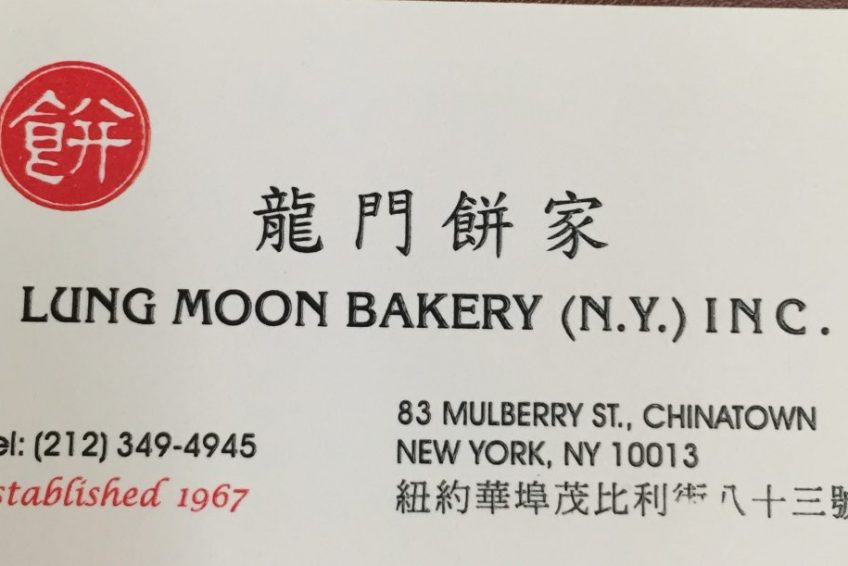 餅
龍門餅家
LUNG MOON BAKERY (N.Y.) INC.
el: (212) 349-4945
stablished 1967
83 MULBERRY ST., CHINATOWN
NEW YORK, NY 10013
紐約華埠茂比利街八十三號